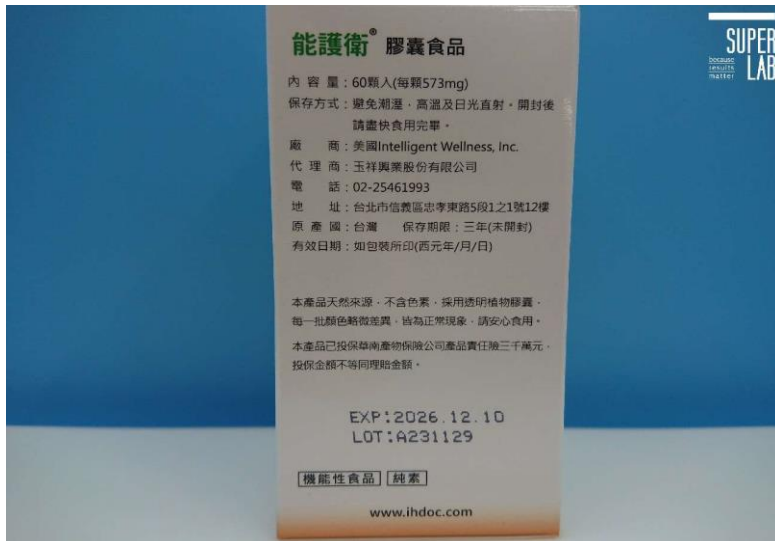 能護衛® 膠囊食品
內容量：60顆入(每顆573mg)
保存方式：避免潮溼，高溫及日光直射。開封後
請盡快食用完畢。
廠商：美國Intelligent Wellness, Inc.
代理商：玉祥興業股份有限公司
電話：02-25461993
地址：台北市信義區忠孝東路5段1之1號12樓
原產國：台灣 保存期限：三年(未開封)
有效日期：如包裝所印(西元年/月/日)
本產品天然來源，不含色素，採用透明植物膠囊，
每一批顏色略微差異，皆為正常現象，請安心食用。
本產品已投保華南產物保險公司產品責任險三千萬元，
投保金額不等同理賠金額。
EXP:2026.12.10
LOT:A231129
機能性食品 純素
www.ihdoc.com
SUPER LAB
because results matter